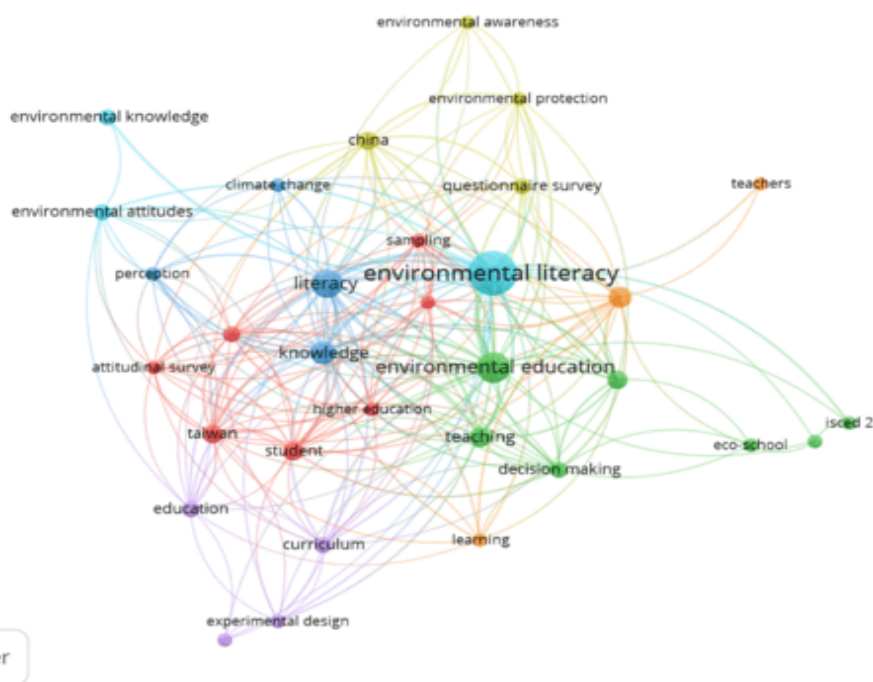 environmental awareness
environmental protection
environmental knowledge
china
climate change
questionnaire survey
teachers
environmental attitudes
sampling
perception
environmental literacy
literacy
knowledge
environmental education
attitudinal survey
higher education
taiwan
teaching
isced 2
student
eco-school
decision making
education
curriculum
learning
experimental design
er